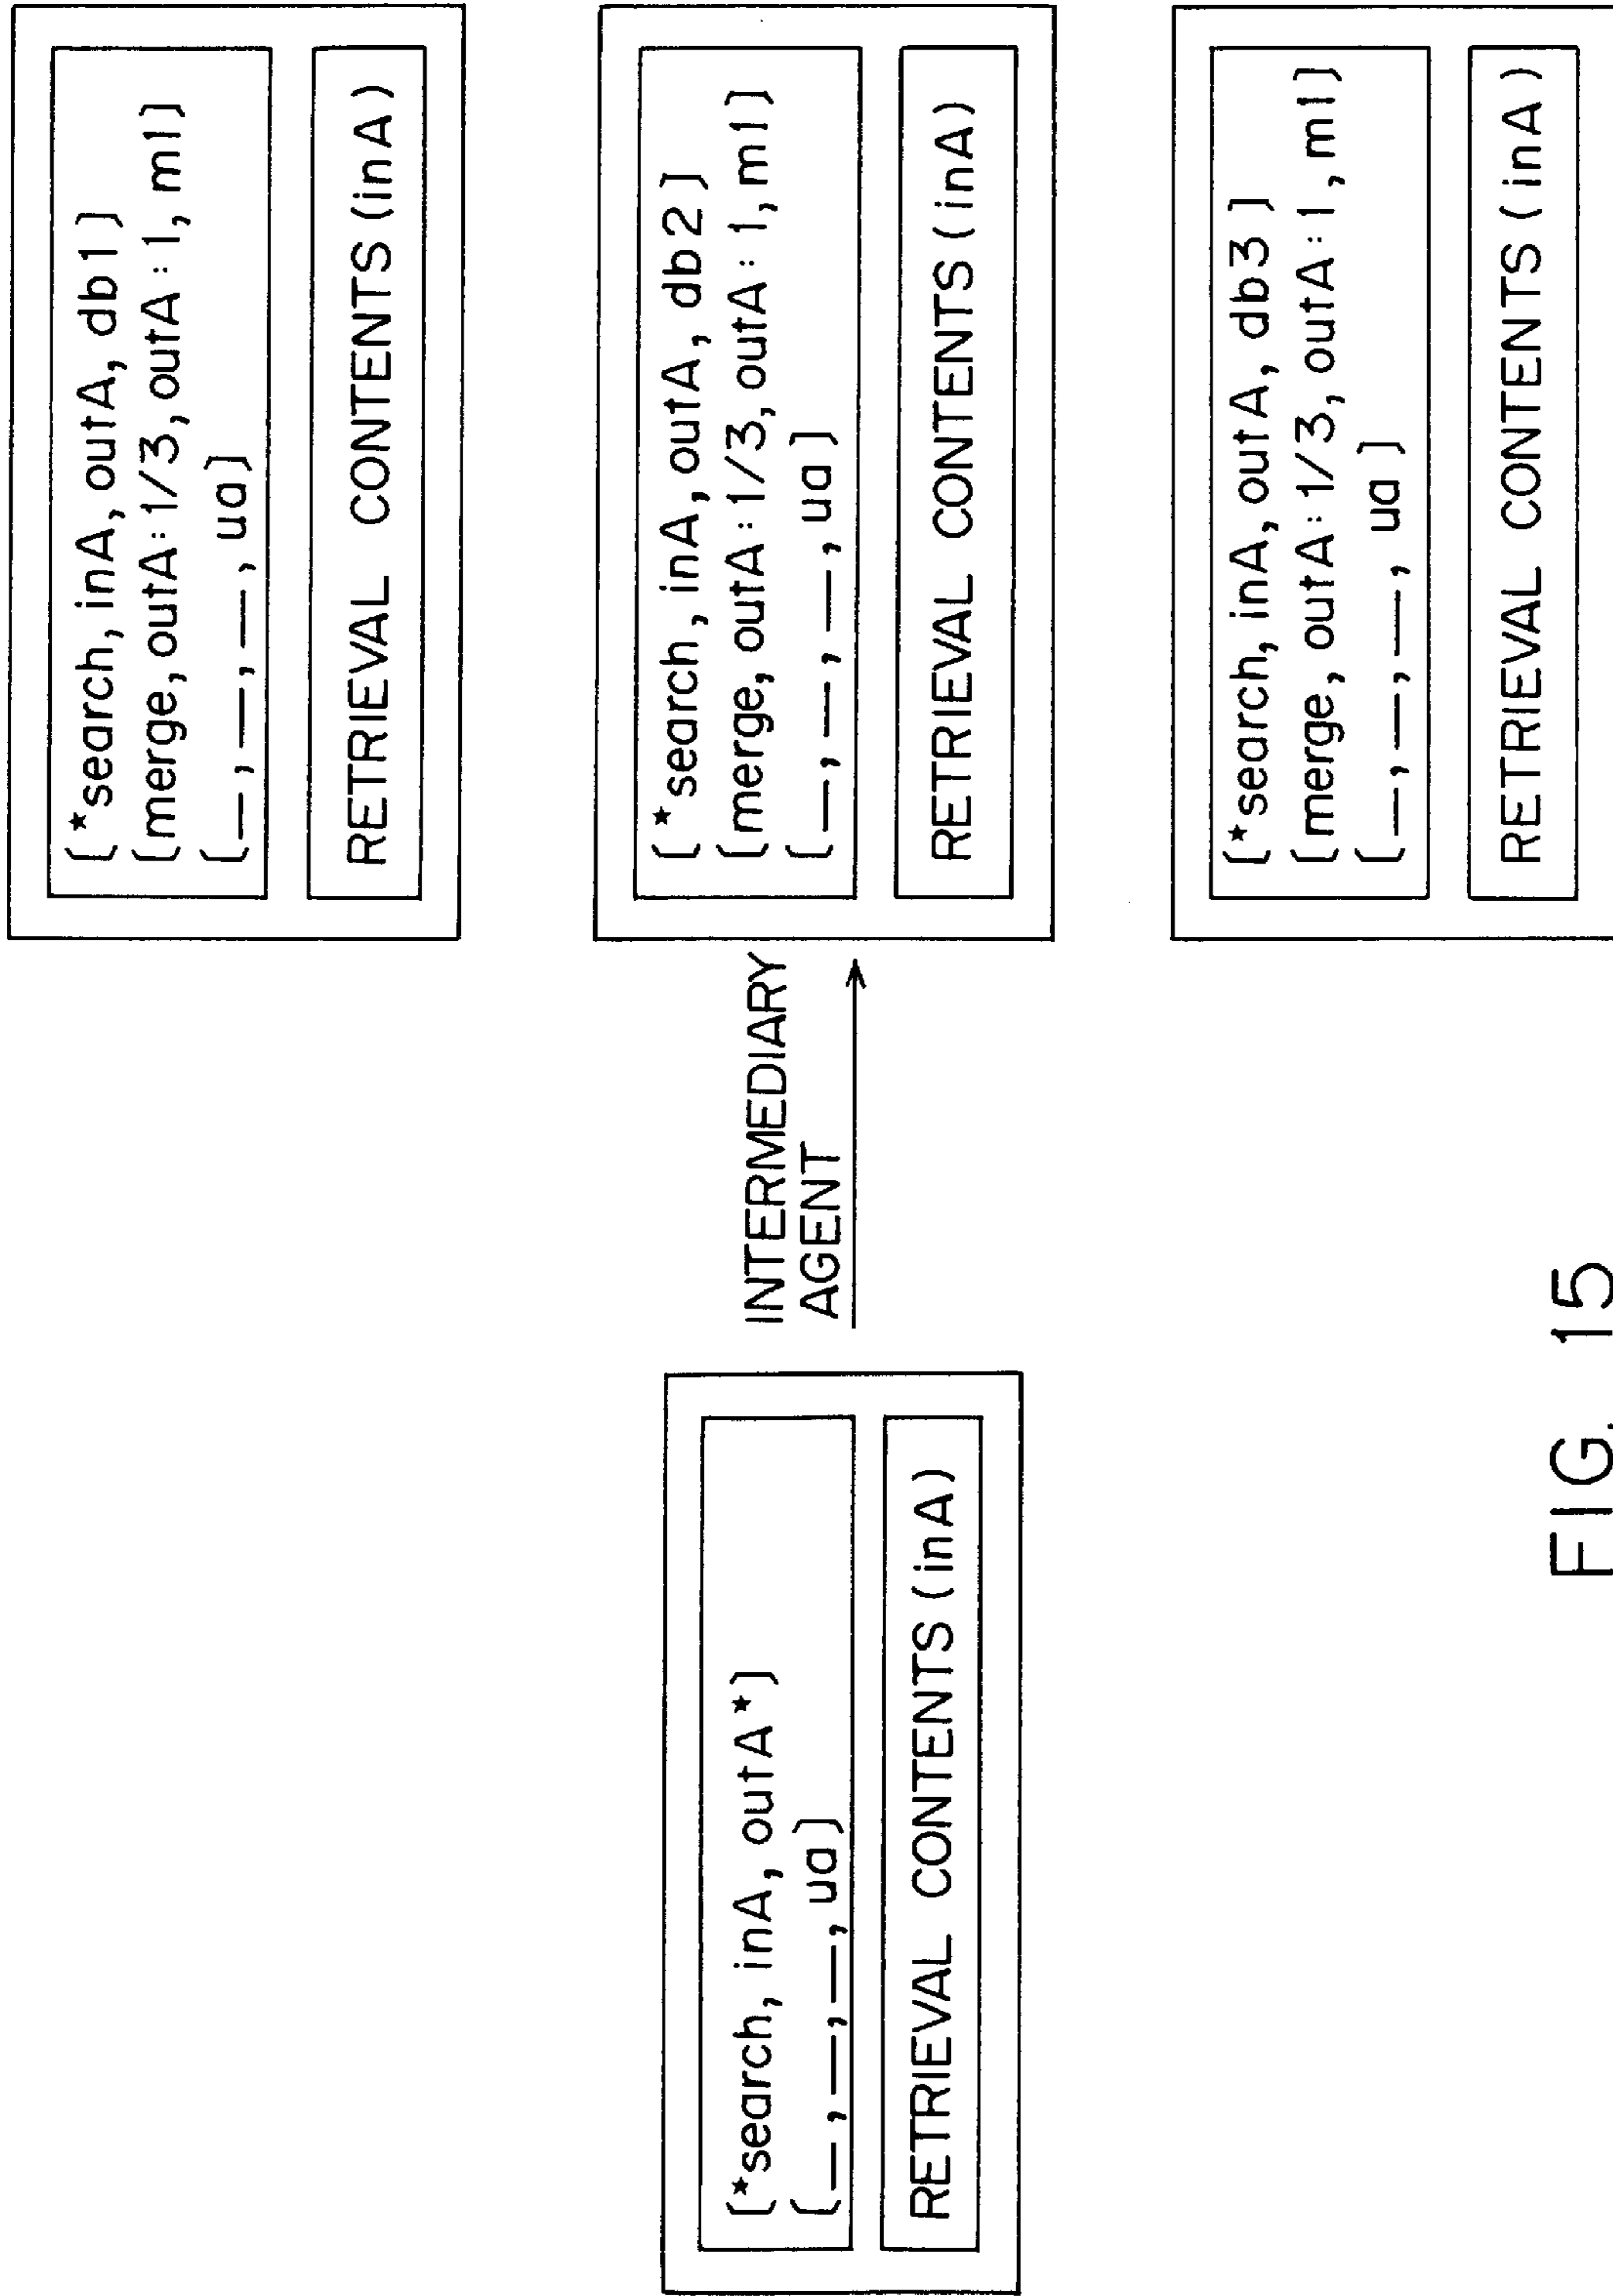 [*search, inA, outA*]
[—, —, —, ua]
RETRIEVAL CONTENTS (inA)
INTERMEDIARY
AGENT
[*search, inA, outA, db1]
[merge, outA:1/3, outA:1, m1]
[—, —, —, ua]
RETRIEVAL CONTENTS (inA)
[*search, inA, outA, db2]
[merge, outA:1/3, outA:1, m1]
[—, —, —, ua]
RETRIEVAL CONTENTS (inA)
[*search, inA, outA, db3]
[merge, outA:1/3, outA:1, m1]
[—, —, —, ua]
RETRIEVAL CONTENTS (inA)
FIG. 15